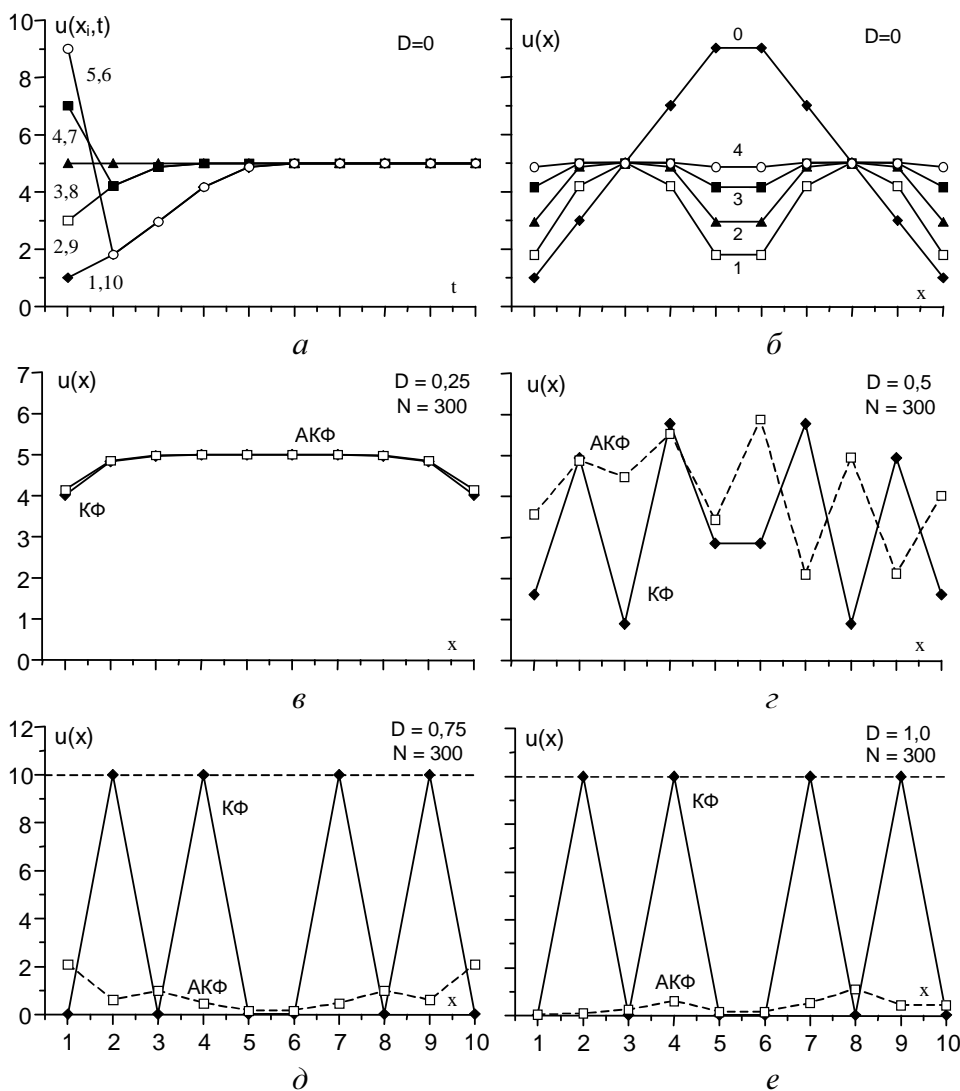 u(xᵢ,t)
D=0
10
8
6
4
2
0
5,6
4,7
3,8
2,9
1,10
t
а
u(x)
D=0
0
4
3
2
1
x
б
u(x)
D = 0,25
N = 300
7
6
5
4
3
2
1
0
АКФ
КФ
x
в
u(x)
D = 0,5
N = 300
АКФ
КФ
x
г
u(x)
D = 0,75
N = 300
12
10
8
6
4
2
0
КФ
АКФ
x
1 2 3 4 5 6 7 8 9 10
д
u(x)
D = 1,0
N = 300
КФ
АКФ
x
1 2 3 4 5 6 7 8 9 10
е